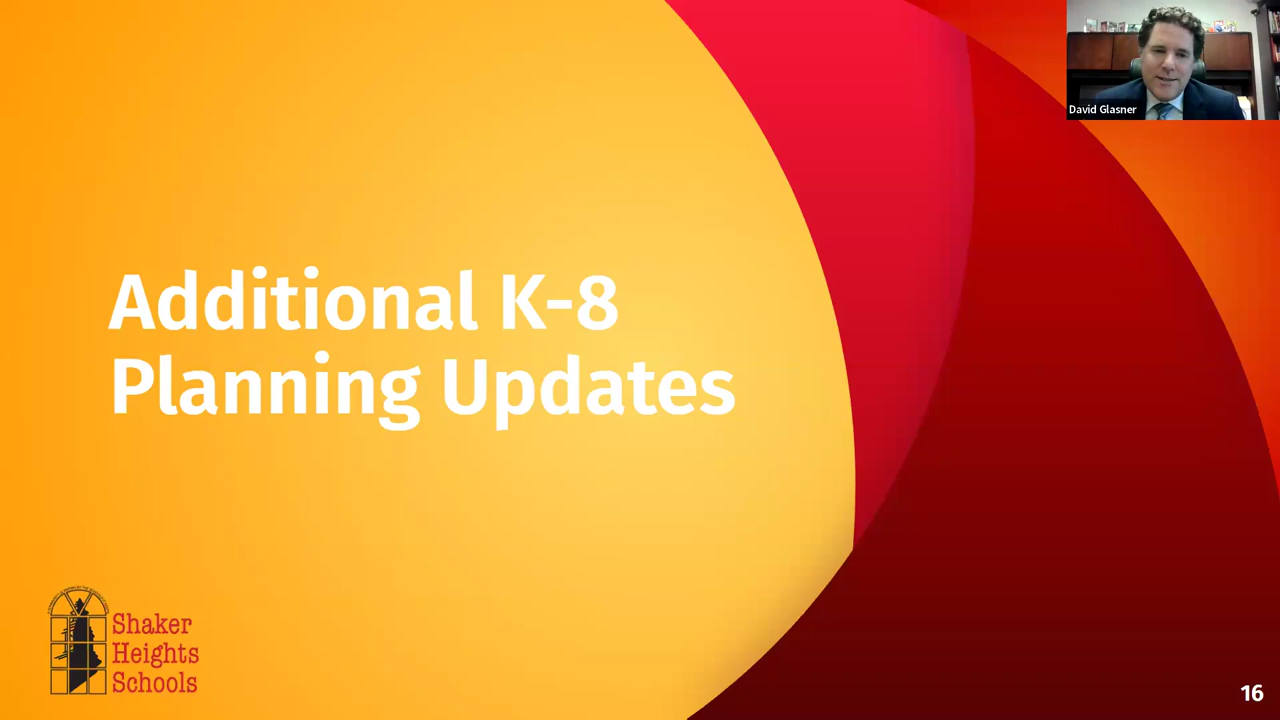 David Glasner
Additional K-8
Planning Updates
Shaker
Heights
Schools
16